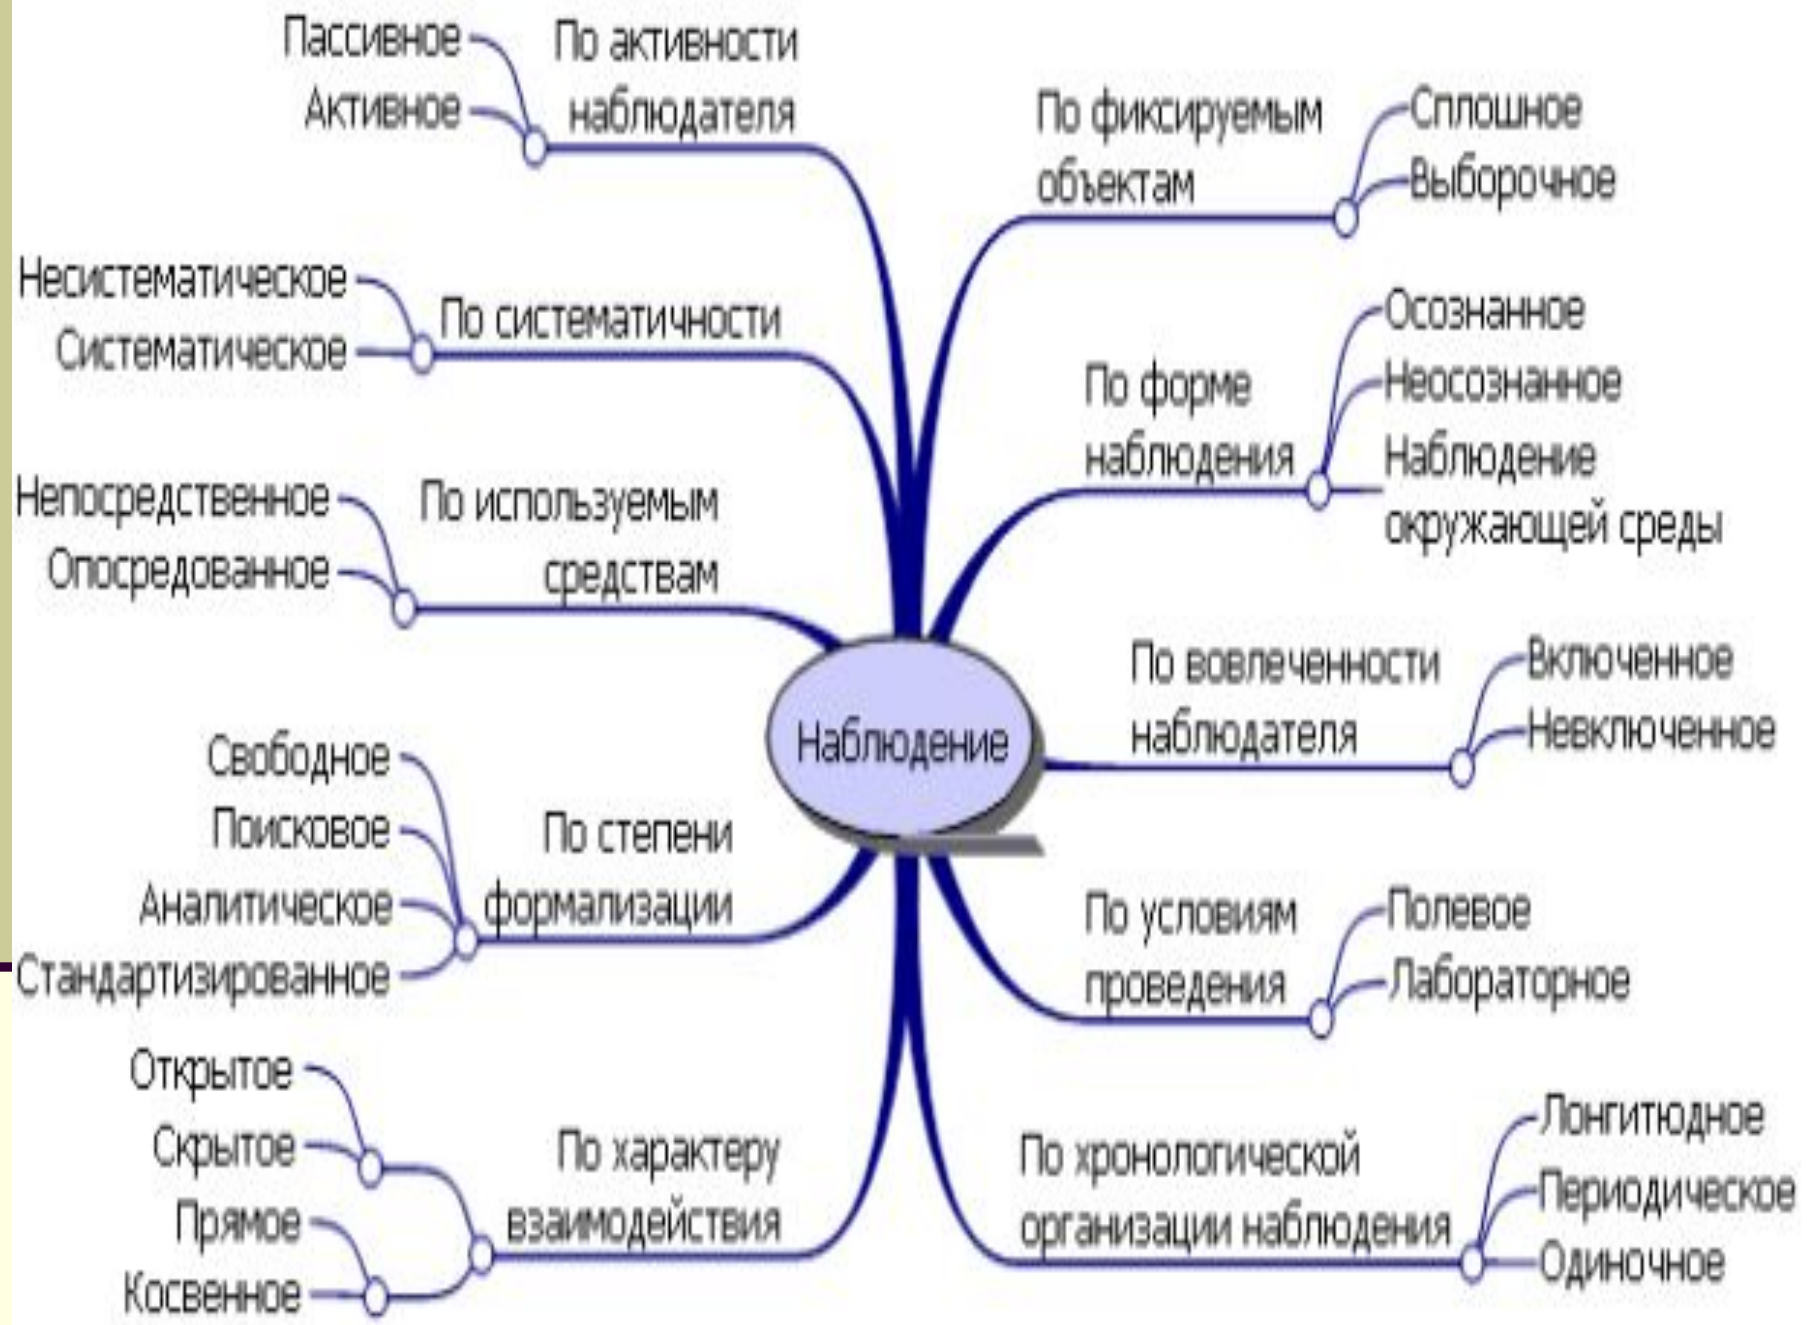 Пассивное
Активное
По активности
наблюдателя
Несистематическое
Систематическое
По систематичности
Непосредственное
Опосредованное
По используемым
средствам
Свободное
Поисковое
Аналитическое
Стандартизированное
По степени
формализации
Открытое
Скрытое
Прямое
Косвенное
По характеру
взаимодействия
Наблюдение
По фиксируемым
объектам
Сплошное
Выборочное
По форме
наблюдения
Осознанное
Неосознанное
Наблюдение
окружающей среды
По вовлеченности
наблюдателя
Включенное
Невключенное
По условиям
проведения
Полевое
Лабораторное
По хронологической
организации наблюдения
Лонгитюдное
Периодическое
Одиночное